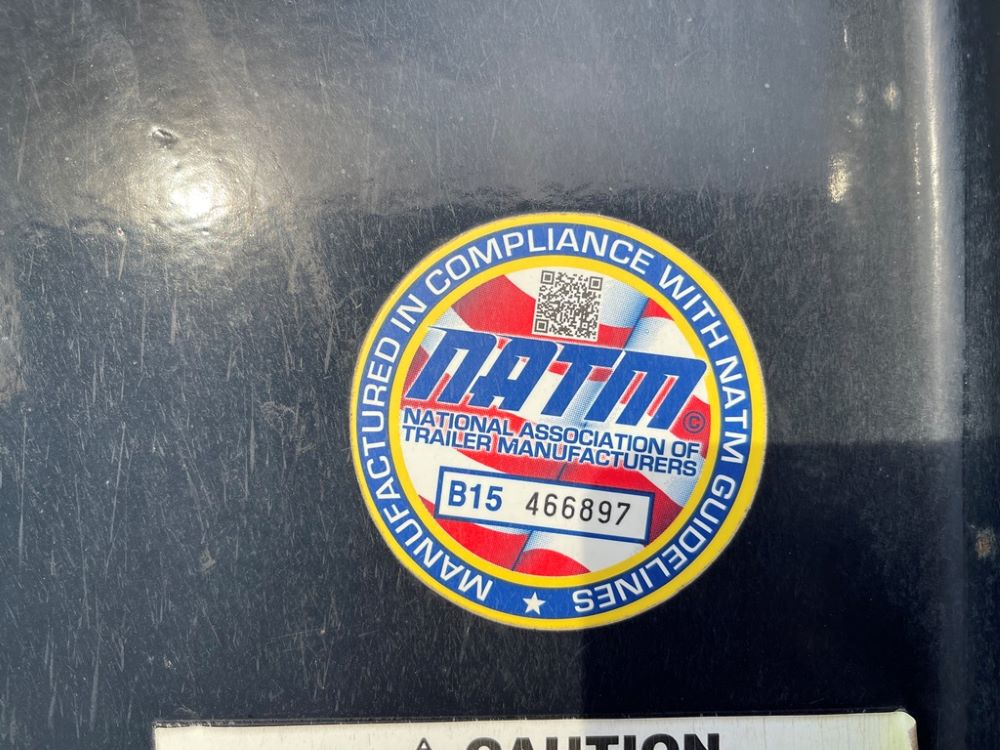 MANUFACTURED IN COMPLIANCE WITH NATM GUIDELINES
NATM ©
NATIONAL ASSOCIATION OF
TRAILER MANUFACTURERS
B15 466897
CAUTION